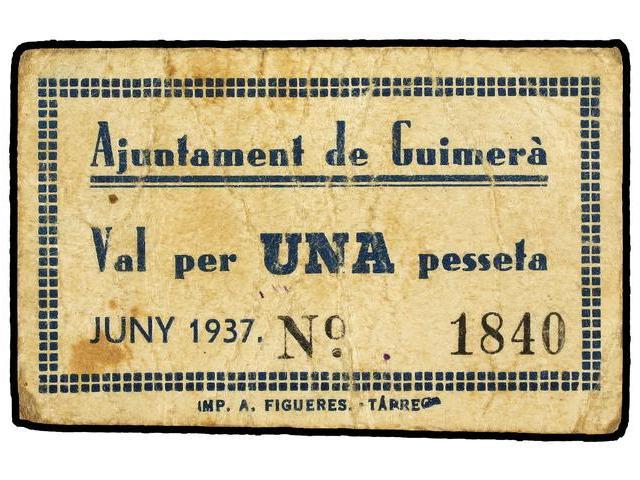 Ajuntament de Guimerà
Val per UNA pesseta
JUNY 1937. Nº 1840
IMP. A. FIGUERES. - TÀRREGA